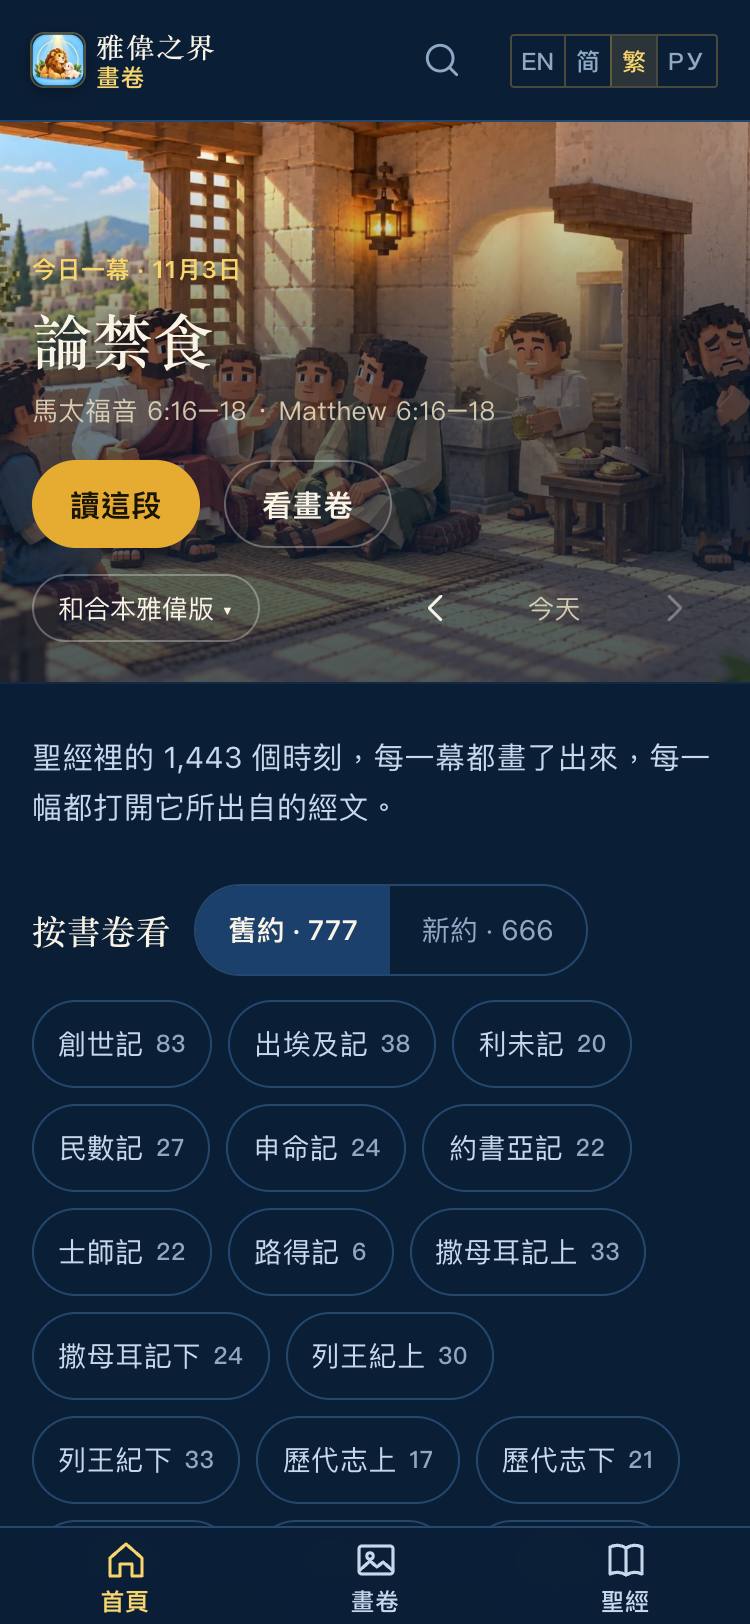 雅偉之界
畫卷
EN 简 繁 РУ
今日一幕 · 11月3日
論禁食
馬太福音 6:16–18 · Matthew 6:16–18
讀這段 看畫卷
和合本雅偉版 ▾ 今天
聖經裡的 1,443 個時刻，每一幕都畫了出來，每一
幅都打開它所出自的經文。
按書卷看 舊約 · 777 新約 · 666
創世記 83 出埃及記 38 利未記 20
民數記 27 申命記 24 約書亞記 22
士師記 22 路得記 6 撒母耳記上 33
撒母耳記下 24 列王紀上 30
列王紀下 33 歷代志上 17 歷代志下 21
首頁 畫卷 聖經